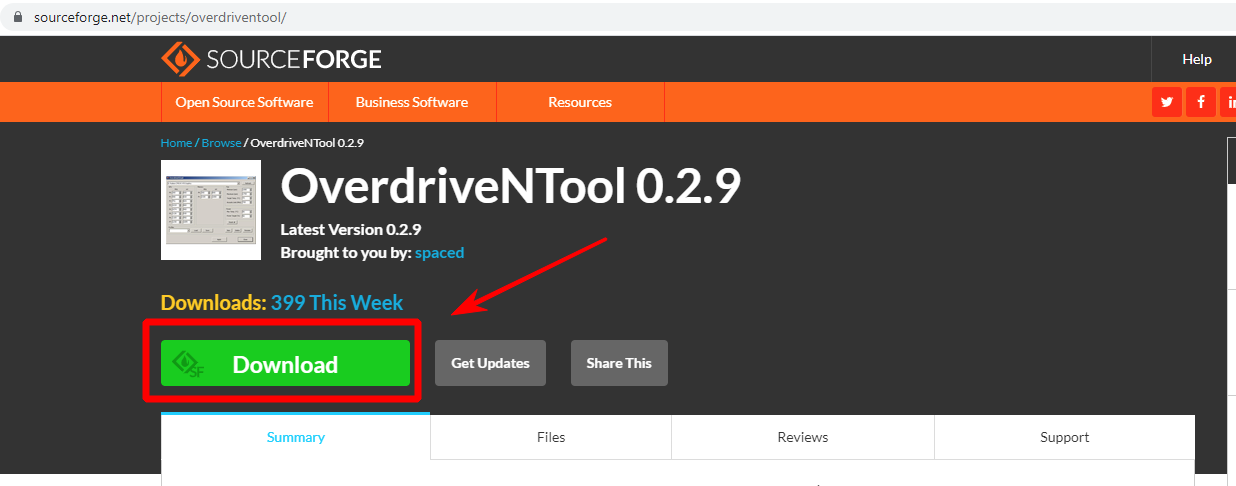 sourceforge.net/projects/overdriventool/
SOURCEFORGE
Help
Open Source Software
Business Software
Resources
Home / Browse / OverdriveNTool 0.2.9
OverdriveNTool 0.2.9
Latest Version 0.2.9
Brought to you by: spaced
Downloads: 399 This Week
SF
Download
Get Updates
Share This
Summary
Files
Reviews
Support